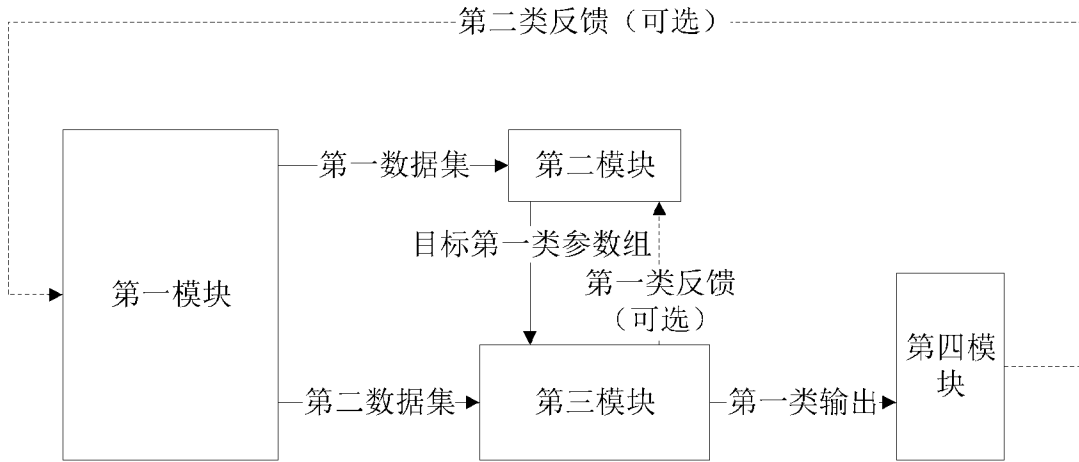 第二类反馈（可选）
第一数据集
第二模块
目标第一类参数组
第一模块
第一类反馈
（可选）
第四模
块
第二数据集
第三模块
第一类输出